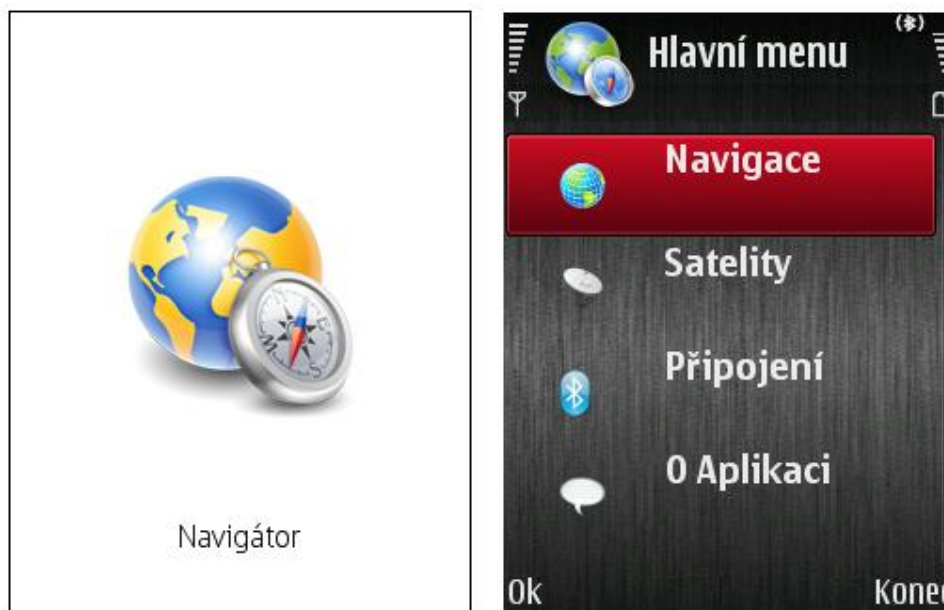 Navigátor
Hlavní menu
Navigace
Satelity
Připojení
O Aplikaci
Ok